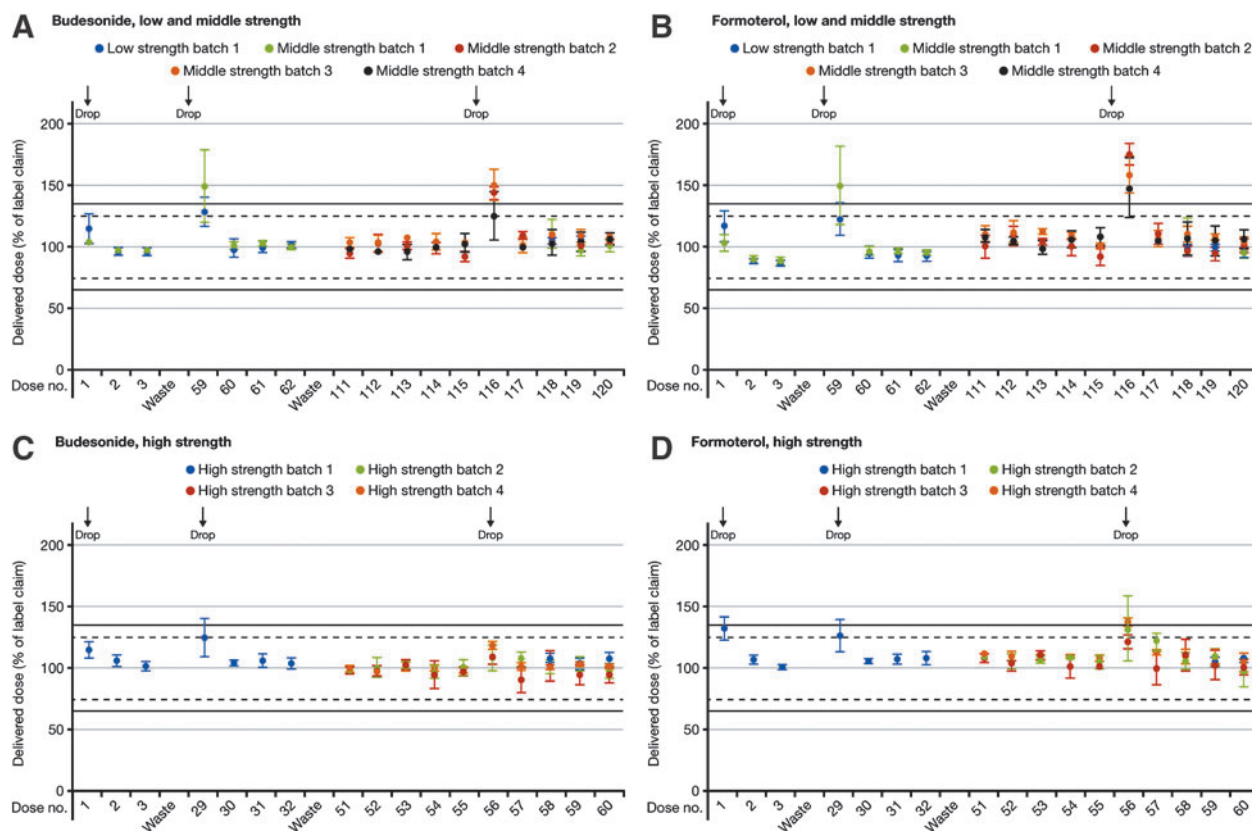 A Budesonide, low and middle strength
Low strength batch 1 Middle strength batch 1 Middle strength batch 2
Middle strength batch 3 Middle strength batch 4
Drop Drop Drop
Delivered dose (% of label claim)
200
150
100
50
0
Dose no. 1 2 3 Waste 59 60 61 62 Waste 111 112 113 114 115 116 117 118 119 120
B Formoterol, low and middle strength
Low strength batch 1 Middle strength batch 1 Middle strength batch 2
Middle strength batch 3 Middle strength batch 4
Drop Drop Drop
Delivered dose (% of label claim)
200
150
100
50
0
Dose no. 1 2 3 Waste 59 60 61 62 Waste 111 112 113 114 115 116 117 118 119 120
C Budesonide, high strength
High strength batch 1 High strength batch 2
High strength batch 3 High strength batch 4
Drop Drop Drop
Delivered dose (% of label claim)
200
150
100
50
0
Dose no. 1 2 3 Waste 29 30 31 32 Waste 51 52 53 54 55 56 57 58 59 60
D Formoterol, high strength
High strength batch 1 High strength batch 2
High strength batch 3 High strength batch 4
Drop Drop Drop
Delivered dose (% of label claim)
200
150
100
50
0
Dose no. 1 2 3 Waste 29 30 31 32 Waste 51 52 53 54 55 56 57 58 59 60